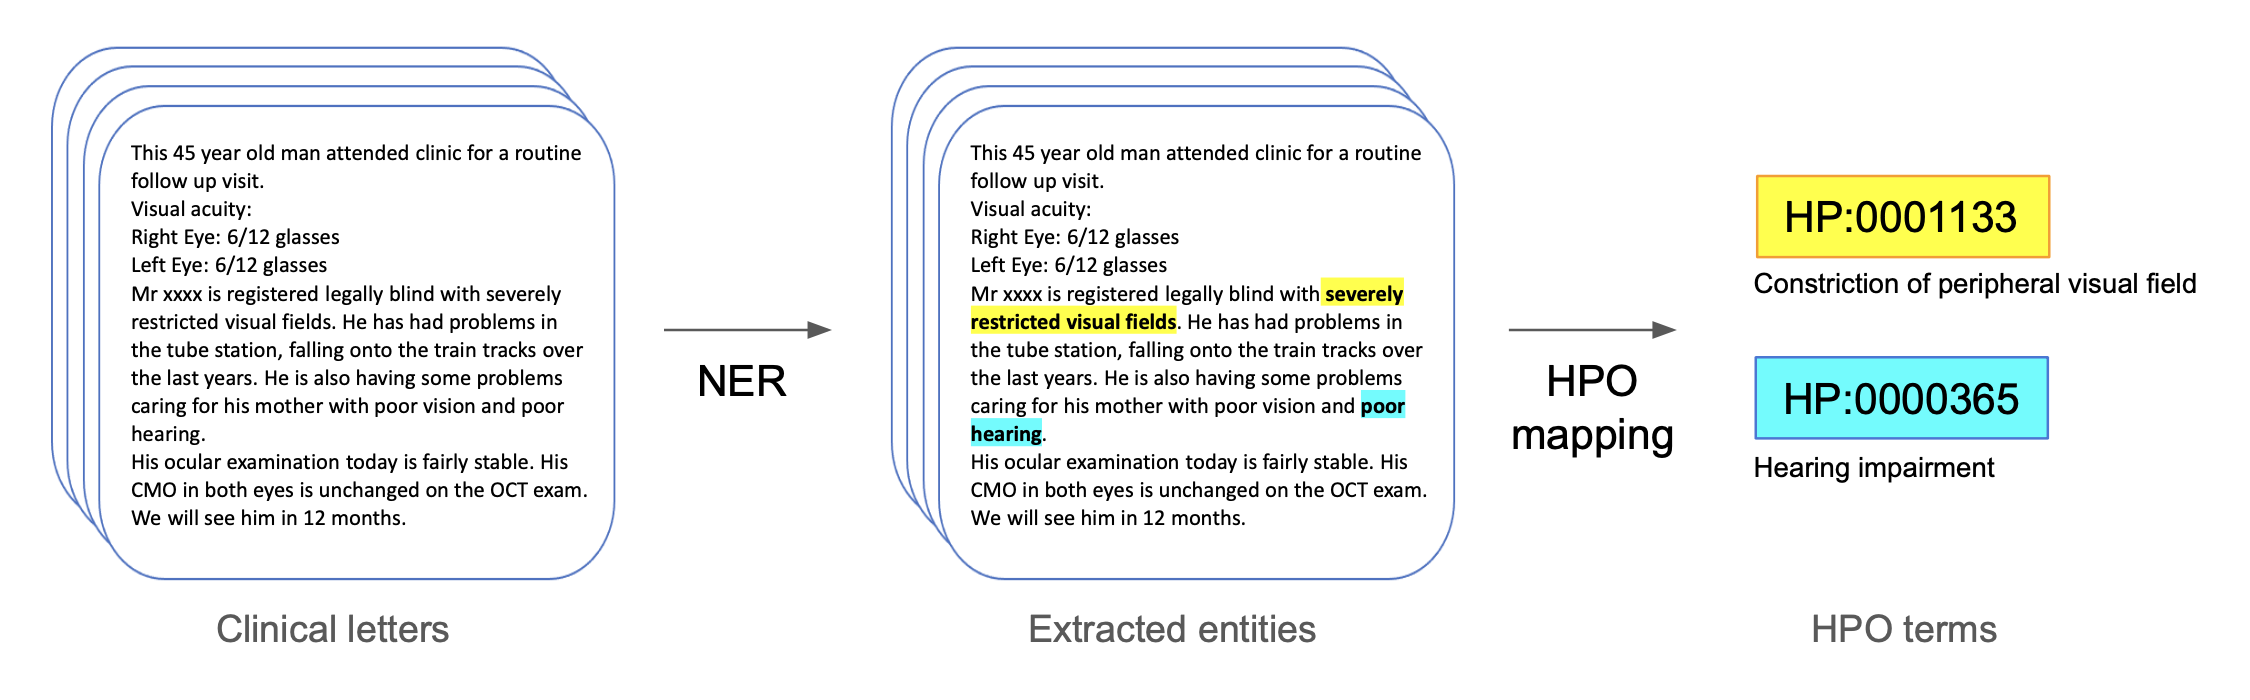 This 45 year old man attended clinic for a routine
follow up visit.
Visual acuity:
Right Eye: 6/12 glasses
Left Eye: 6/12 glasses
Mr xxxx is registered legally blind with severely
restricted visual fields. He has had problems in
the tube station, falling onto the train tracks over
the last years. He is also having some problems
caring for his mother with poor vision and poor
hearing.
His ocular examination today is fairly stable. His
CMO in both eyes is unchanged on the OCT exam.
We will see him in 12 months.
Clinical letters
NER
This 45 year old man attended clinic for a routine
follow up visit.
Visual acuity:
Right Eye: 6/12 glasses
Left Eye: 6/12 glasses
Mr xxxx is registered legally blind with severely
restricted visual fields. He has had problems in
the tube station, falling onto the train tracks over
the last years. He is also having some problems
caring for his mother with poor vision and poor
hearing.
His ocular examination today is fairly stable. His
CMO in both eyes is unchanged on the OCT exam.
We will see him in 12 months.
Extracted entities
HPO
mapping
HP:0001133
Constriction of peripheral visual field
HP:0000365
Hearing impairment
HPO terms